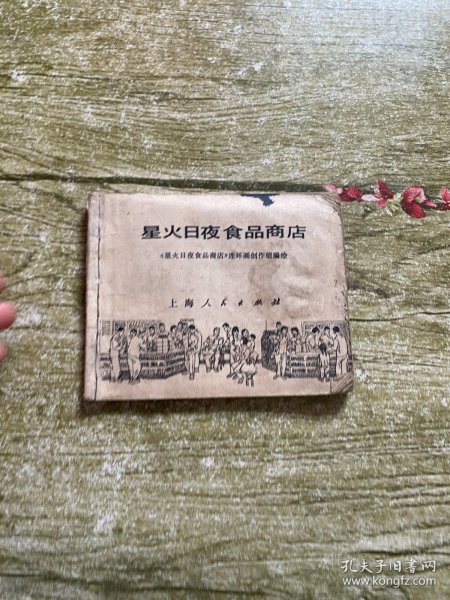 星火日夜食品商店
《星火日夜食品商店》连环画创作组编绘
上海人民出版社
孔夫子旧书网
www.kongfz.com